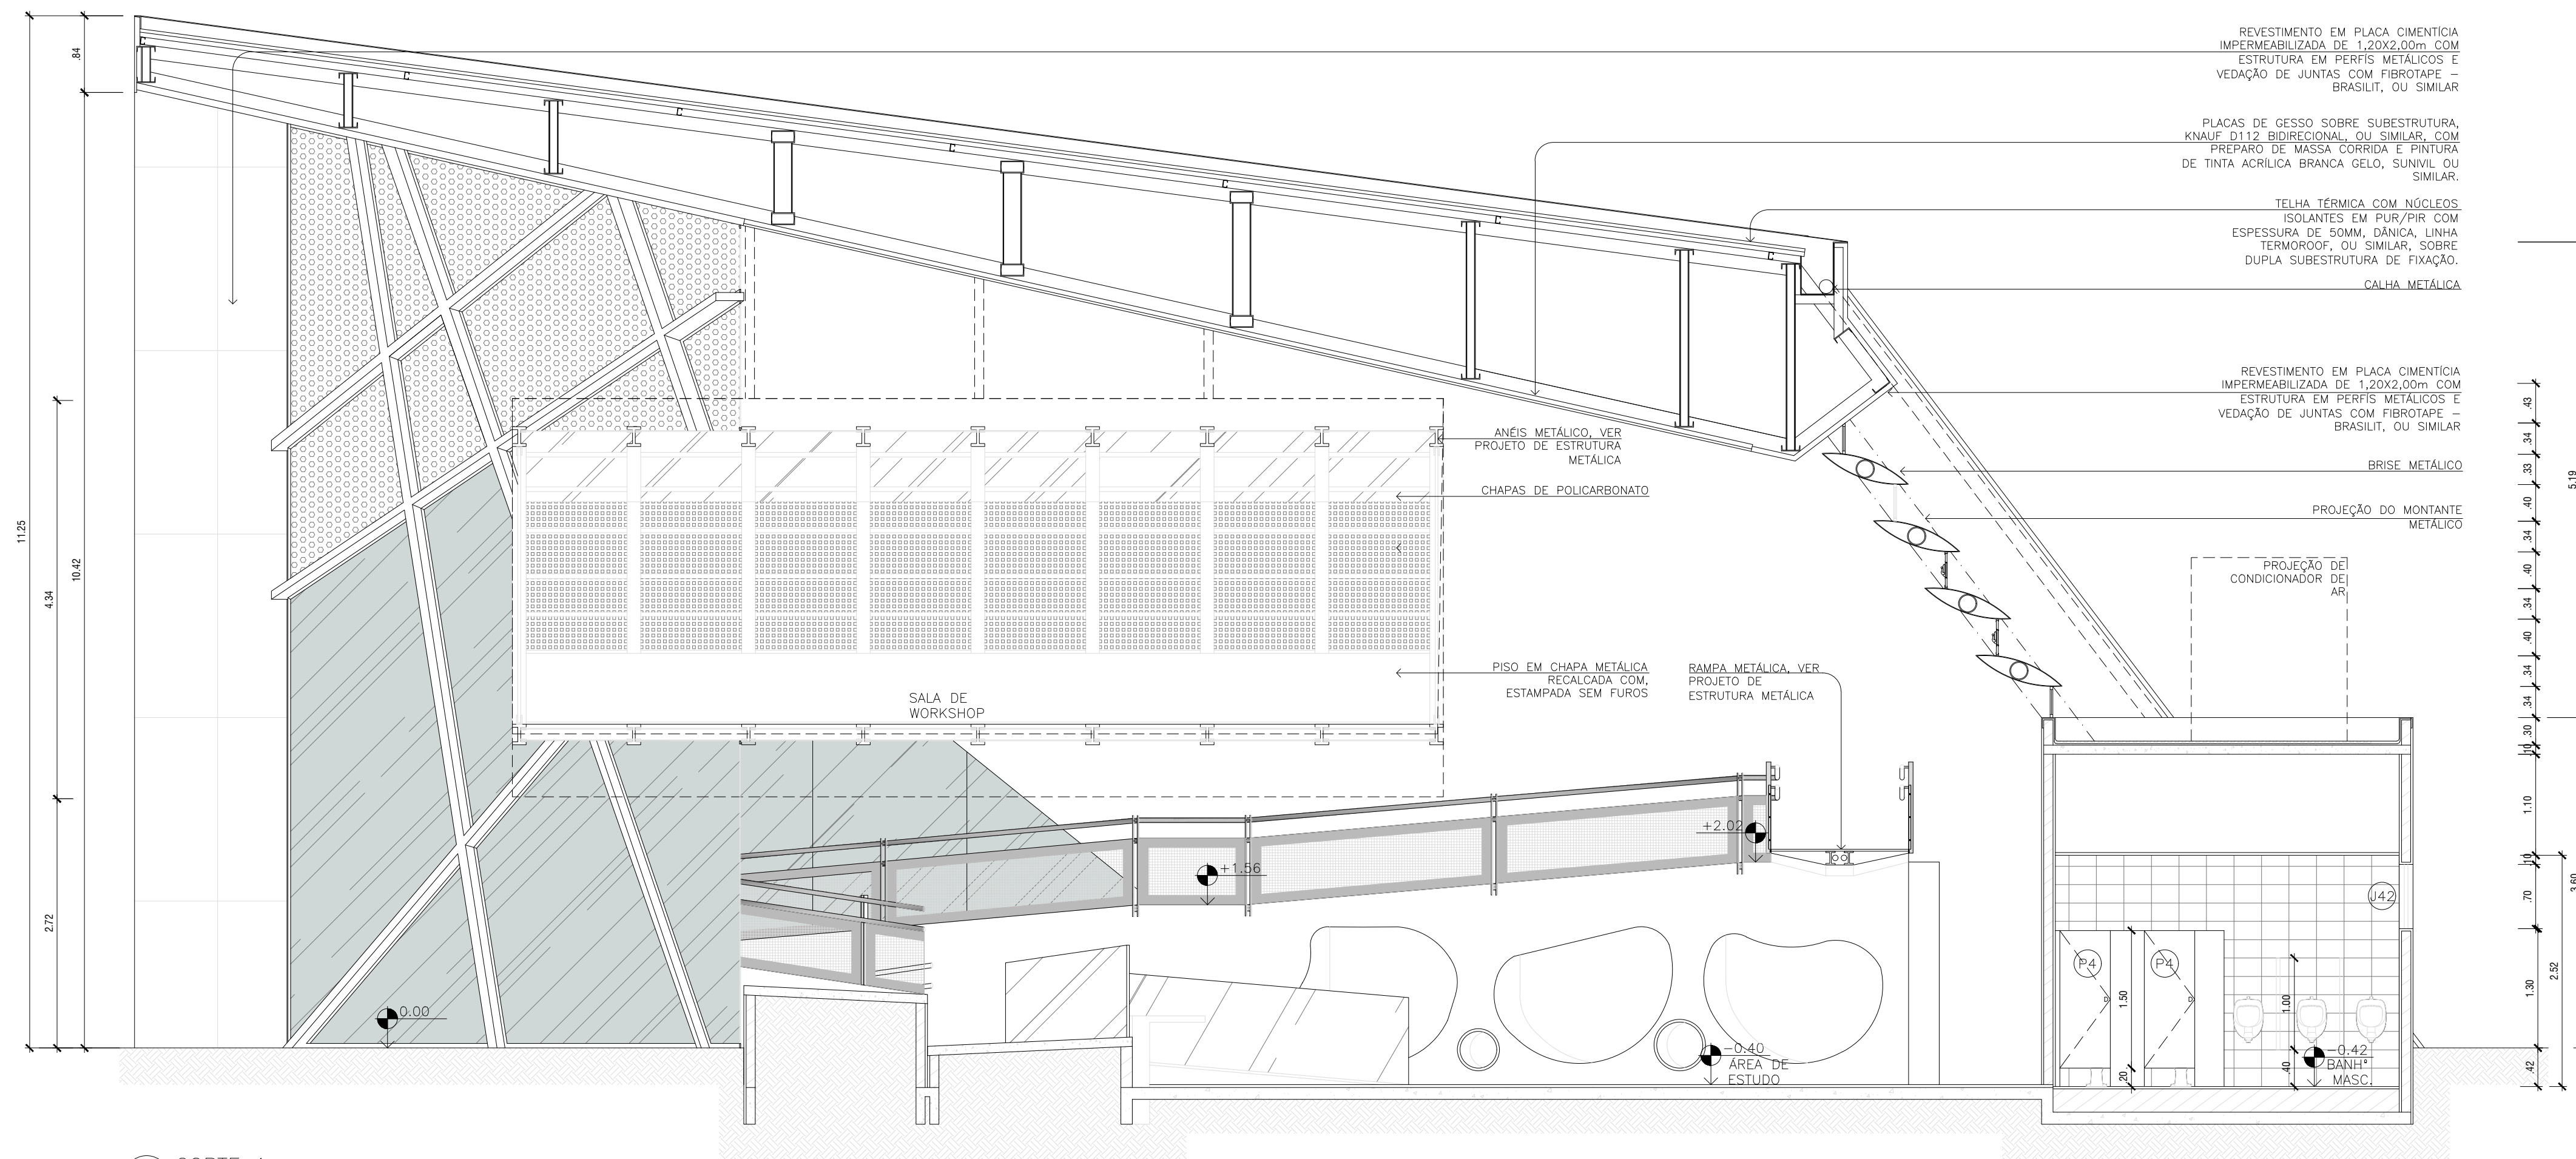 REVESTIMENTO EM PLACA CIMENTÍCIA
IMPERMEABILIZADA DE 1,20X2,00m COM
ESTRUTURA EM PERFÍS METÁLICOS E
VEDAÇÃO DE JUNTAS COM FIBROTAPE –
BRASILIT, OU SIMILAR
PLACAS DE GESSO SOBRE SUBESTRUTURA,
KNAUF D112 BIDIRECIONAL, OU SIMILAR, COM
PREPARO DE MASSA CORRIDA E PINTURA
DE TINTA ACRÍLICA BRANCA GELO, SUNIVIL OU
SIMILAR.
TELHA TÉRMICA COM NÚCLEOS
ISOLANTES EM PUR/PIR COM
ESPESSURA DE 50MM, DÂNICA, LINHA
TERMOROOF, OU SIMILAR, SOBRE
DUPLA SUBESTRUTURA DE FIXAÇÃO.
CALHA METÁLICA
REVESTIMENTO EM PLACA CIMENTÍCIA
IMPERMEABILIZADA DE 1,20X2,00m COM
ESTRUTURA EM PERFÍS METÁLICOS E
VEDAÇÃO DE JUNTAS COM FIBROTAPE –
BRASILIT, OU SIMILAR
BRISE METÁLICO
PROJEÇÃO DO MONTANTE
METÁLICO
PROJEÇÃO DE
CONDICIONADOR DE
AR
ANÉIS METÁLICO, VER
PROJETO DE ESTRUTURA
METÁLICA
CHAPAS DE POLICARBONATO
PISO EM CHAPA METÁLICA
RECALCADA COM,
ESTAMPADA SEM FUROS
RAMPA METÁLICA, VER
PROJETO DE
ESTRUTURA METÁLICA
SALA DE
WORKSHOP
+2.02
+1.56
0.00
-0.40
ÁREA DE
ESTUDO
-0.42
BANHº
MASC.
P4
P4
J42
1.50
.20
1.00
.40
11.25
.84
10.42
4.34
2.72
.43
.34
.33
.40
.34
.40
.34
.40
.34
.34
.30
.10
1.10
.10
.70
1.30
.42
2.52
5.19
3.60